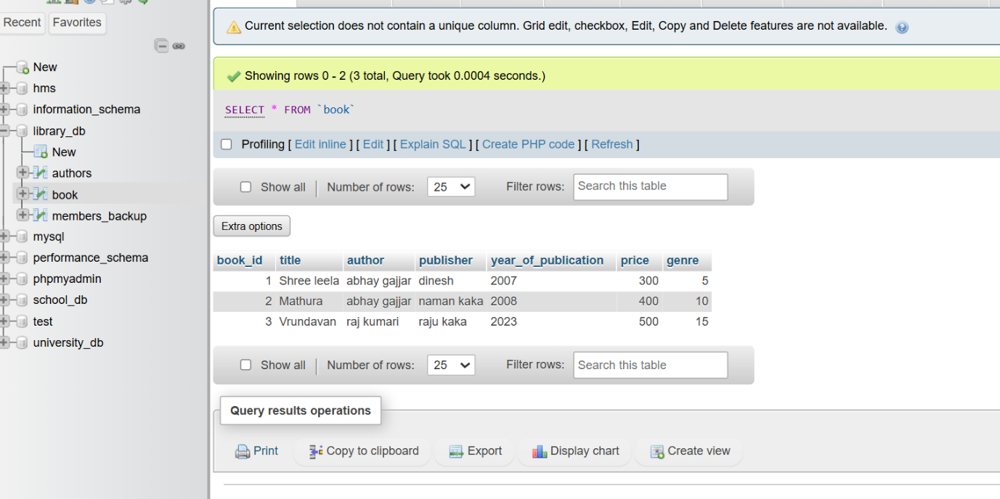 Recent Favorites
New
hms
information_schema
library_db
New
authors
book
members_backup
mysql
performance_schema
phpmyadmin
school_db
test
university_db
Current selection does not contain a unique column. Grid edit, checkbox, Edit, Copy and Delete features are not available.
Showing rows 0 - 2 (3 total, Query took 0.0004 seconds.)
SELECT * FROM `book`
Profiling [ Edit inline ] [ Edit ] [ Explain SQL ] [ Create PHP code ] [ Refresh ]
Show all | Number of rows: 25 Filter rows: Search this table
Extra options
book_id title author publisher year_of_publication price genre
1 Shree leela abhay gajjar dinesh 2007 300 5
2 Mathura abhay gajjar naman kaka 2008 400 10
3 Vrundavan raj kumari raju kaka 2023 500 15
Show all | Number of rows: 25 Filter rows: Search this table
Query results operations
Print Copy to clipboard Export Display chart Create view